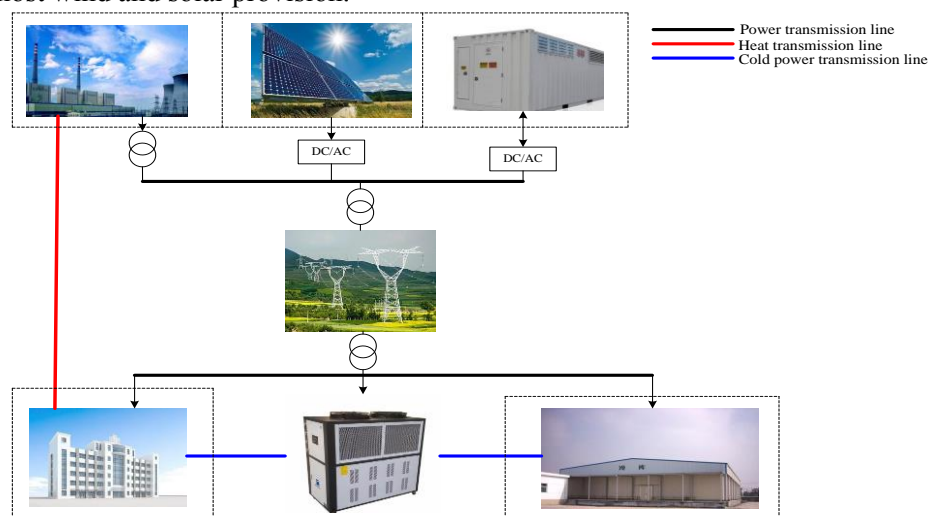 most wind and solar provision.
Power transmission line
Heat transmission line
Cold power transmission line
DC/AC
DC/AC